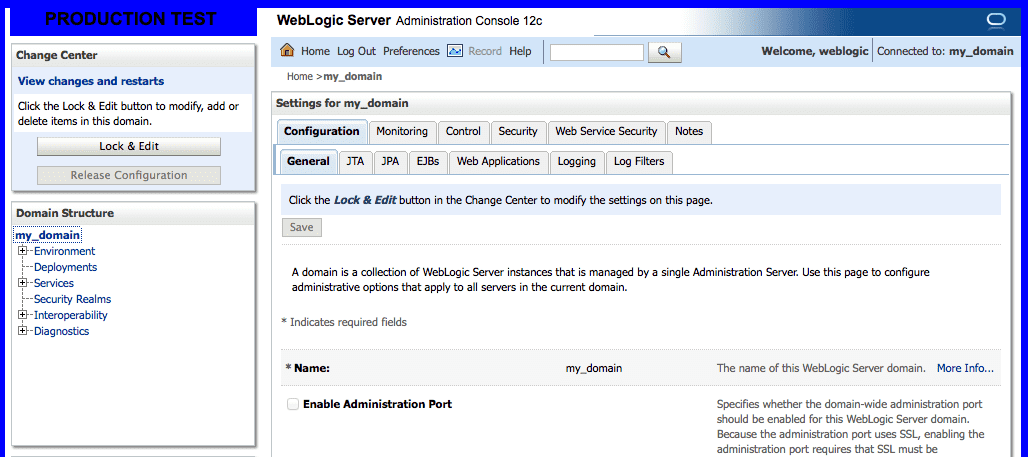 PRODUCTION TEST
WebLogic Server Administration Console 12c
Change Center
View changes and restarts
Click the Lock & Edit button to modify, add or
delete items in this domain.
Lock & Edit
Release Configuration
Domain Structure
my_domain
Environment
Deployments
Services
Security Realms
Interoperability
Diagnostics
Home Log Out Preferences Record Help
Welcome, weblogic Connected to: my_domain
Home >my_domain
Settings for my_domain
Configuration Monitoring Control Security Web Service Security Notes
General JTA JPA EJBs Web Applications Logging Log Filters
Click the Lock & Edit button in the Change Center to modify the settings on this page.
Save
A domain is a collection of WebLogic Server instances that is managed by a single Administration Server. Use this page to configure
administrative options that apply to all servers in the current domain.
* Indicates required fields
* Name: my_domain The name of this WebLogic Server domain. More Info...
Enable Administration Port
Specifies whether the domain-wide administration port
should be enabled for this WebLogic Server domain.
Because the administration port uses SSL, enabling the
administration port requires that SSL must be